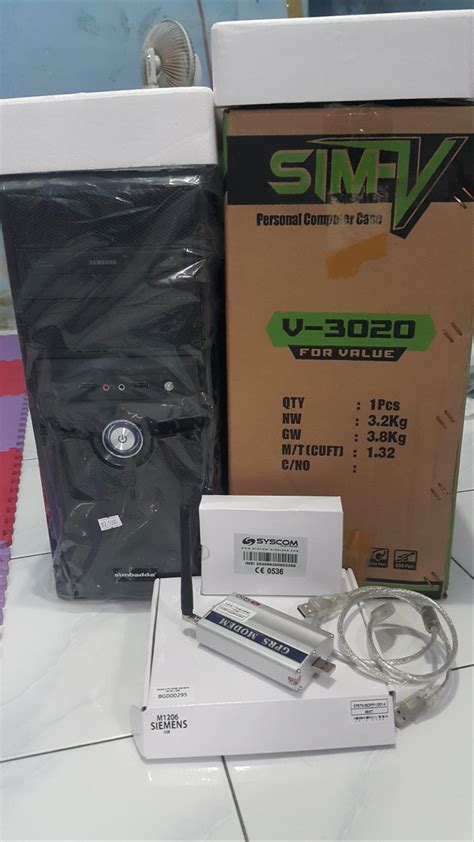 SIM-V
Personal Computer Case
V-3020
FOR VALUE
QTY : 1Pcs
NW : 3.2Kg
GW : 3.8Kg
M/T(CUFT) : 1.32
C/NO :
SAMSUNG
simbadda
SYSCOM
CE 0536
GPRS MODEM
BG000295
M1206
SIEMENS
USB